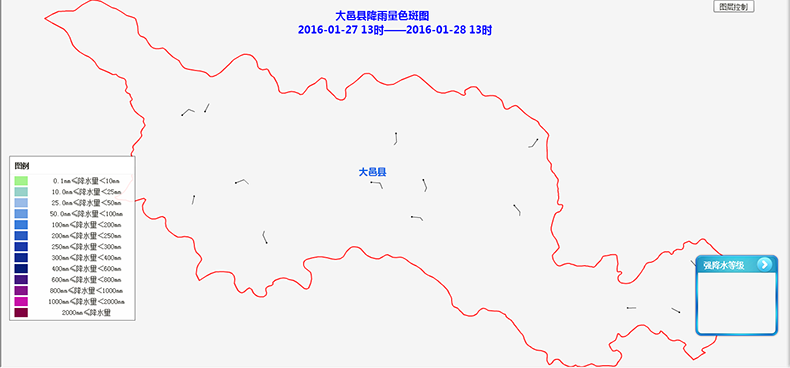 大邑县降雨量色斑图
2016-01-27 13时——2016-01-28 13时
图层控制
大邑县
图例
0.1mm≤降水量<10mm
10.0mm≤降水量<25mm
25.0mm≤降水量<50mm
50.0mm≤降水量<100mm
100mm≤降水量<200mm
200mm≤降水量<250mm
250mm≤降水量<300mm
300mm≤降水量<400mm
400mm≤降水量<600mm
600mm≤降水量<800mm
800mm≤降水量<1000mm
1000mm≤降水量<2000mm
2000mm≤降水量
强降水等级